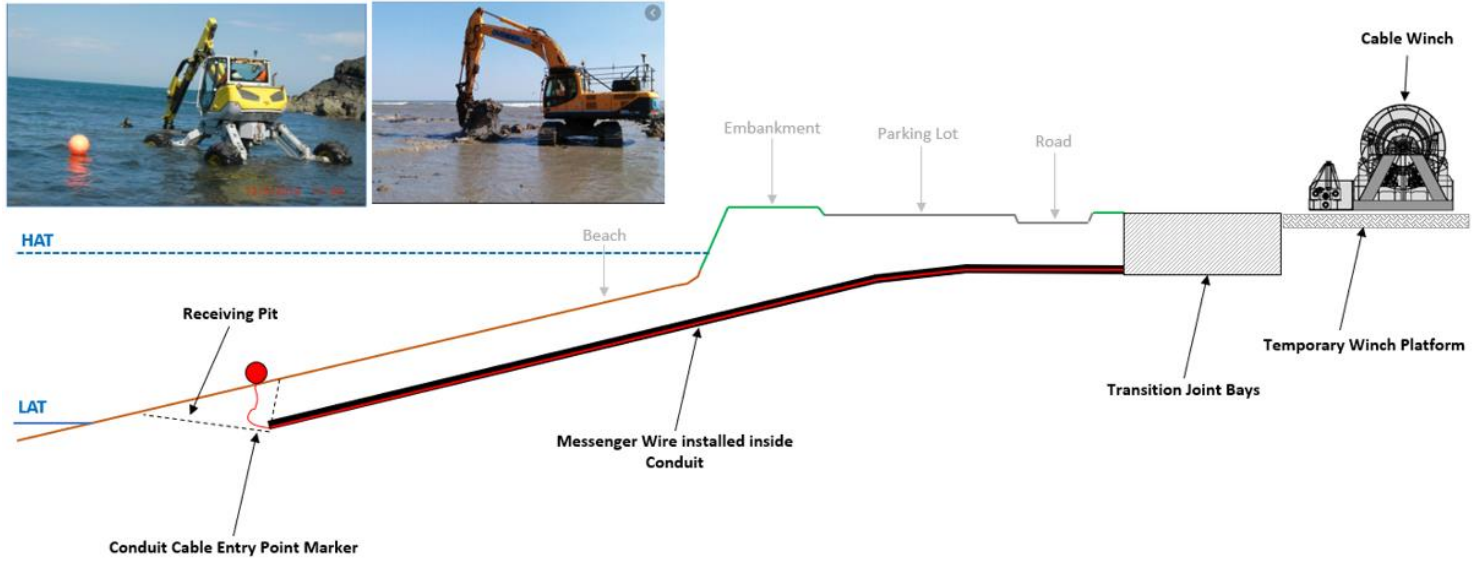 Cable Winch
Embankment
Parking Lot
Road
HAT
Beach
Receiving Pit
Temporary Winch Platform
LAT
Transition Joint Bays
Messenger Wire installed inside
Conduit
Conduit Cable Entry Point Marker